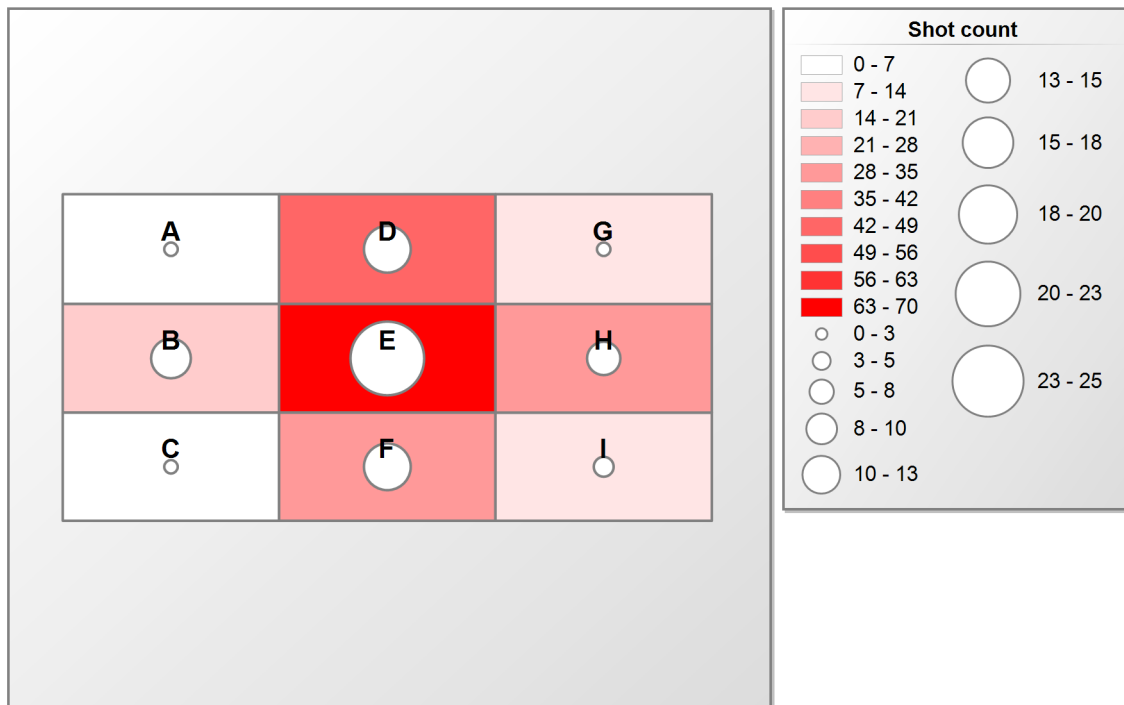 A
D
G
B
E
H
C
F
I
Shot count
0 - 7
7 - 14
14 - 21
21 - 28
28 - 35
35 - 42
42 - 49
49 - 56
56 - 63
63 - 70
0 - 3
3 - 5
5 - 8
8 - 10
10 - 13
13 - 15
15 - 18
18 - 20
20 - 23
23 - 25